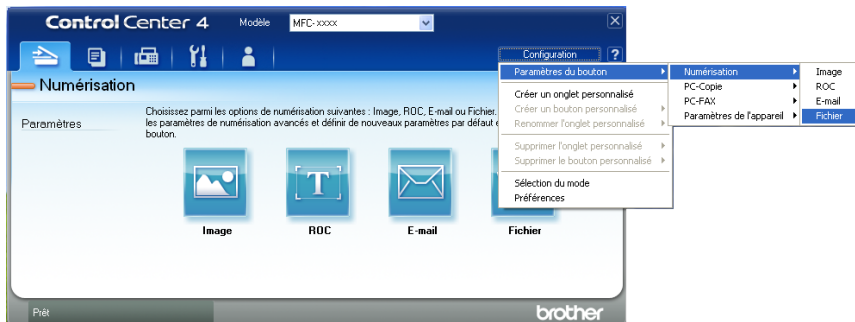 Control Center 4
Modèle
MFC-xxxx
Configuration
?
Numérisation
Paramètres
Choisissez parmi les options de numérisation suivantes : Image, ROC, E-mail ou Fichier.
les paramètres de numérisation avancés et définir de nouveaux paramètres par défaut
bouton.
Image
ROC
E-mail
Fichier
Paramètres du bouton
Créer un onglet personnalisé
Créer un bouton personnalisé
Renommer l'onglet personnalisé
Supprimer l'onglet personnalisé
Supprimer le bouton personnalisé
Sélection du mode
Préférences
Numérisation
PC-Copie
PC-FAX
Paramètres de l'appareil
Image
ROC
E-mail
Fichier
Prêt
brother